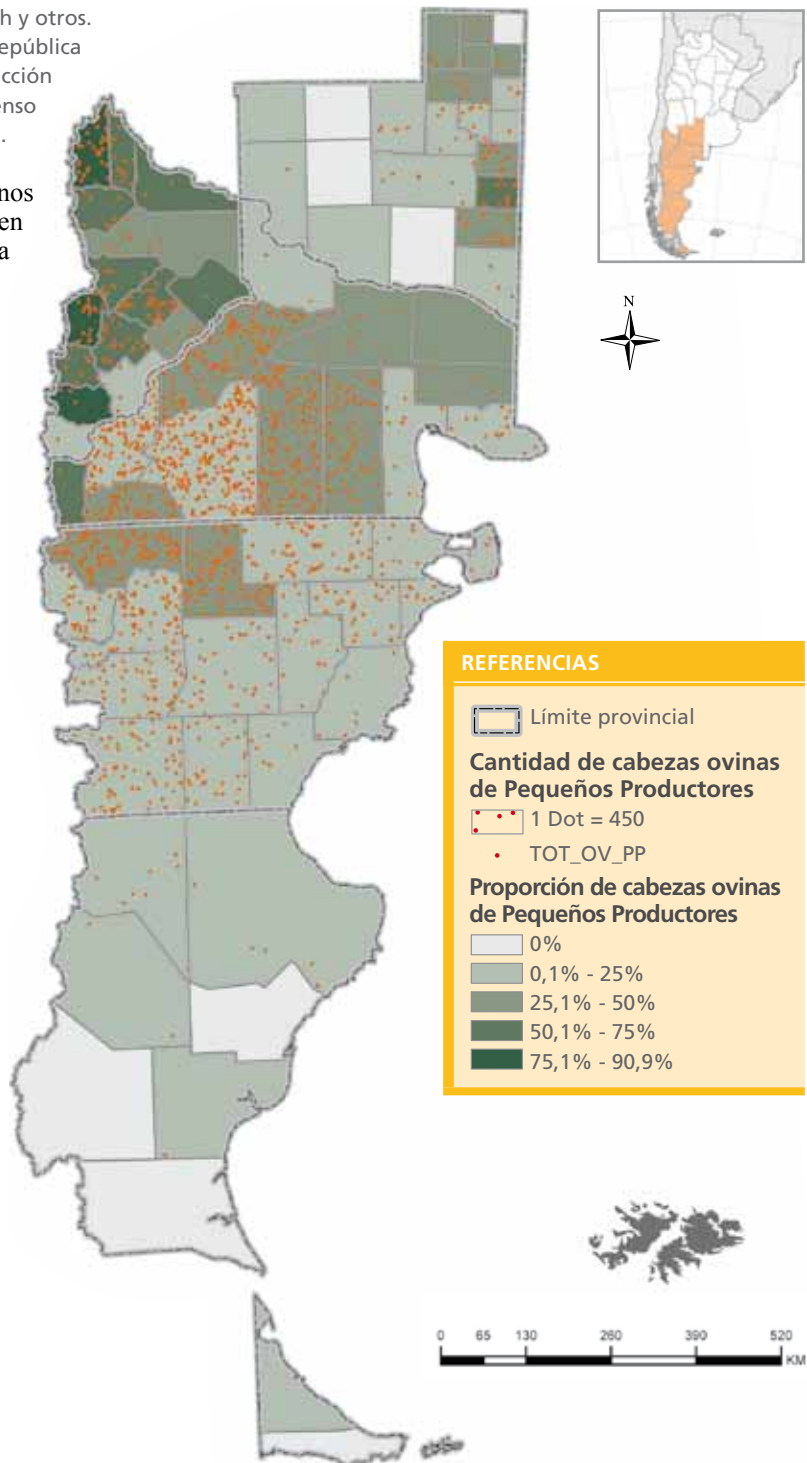 h y otros.
epública
cción
enso
.
nos
en
a
N
REFERENCIAS
Límite provincial
Cantidad de cabezas ovinas
de Pequeños Productores
1 Dot = 450
TOT_OV_PP
Proporción de cabezas ovinas
de Pequeños Productores
0%
0,1% - 25%
25,1% - 50%
50,1% - 75%
75,1% - 90,9%
0 65 130 260 390 520
KM